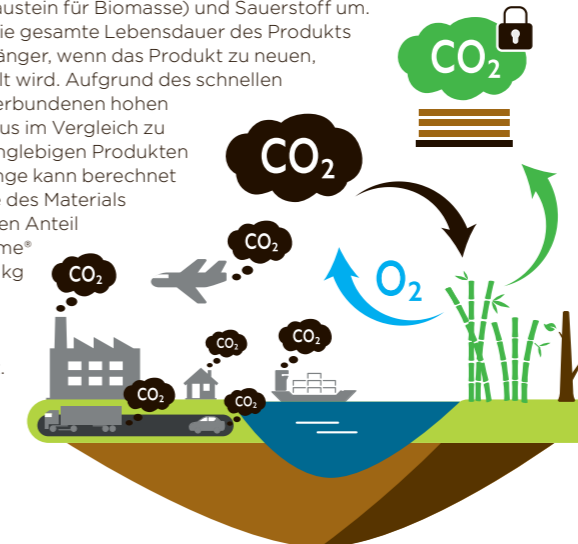 austein für Biomasse) und Sauerstoff um.
ie gesamte Lebensdauer des Produkts
änger, wenn das Produkt zu neuen,
lt wird. Aufgrund des schnellen
erbundenen hohen
us im Vergleich zu
nglebigen Produkten
nge kann berechnet
e des Materials
en Anteil
me®
kg
.
CO2
CO2
CO2
O2
CO2
CO2
CO2
CO2
CO2